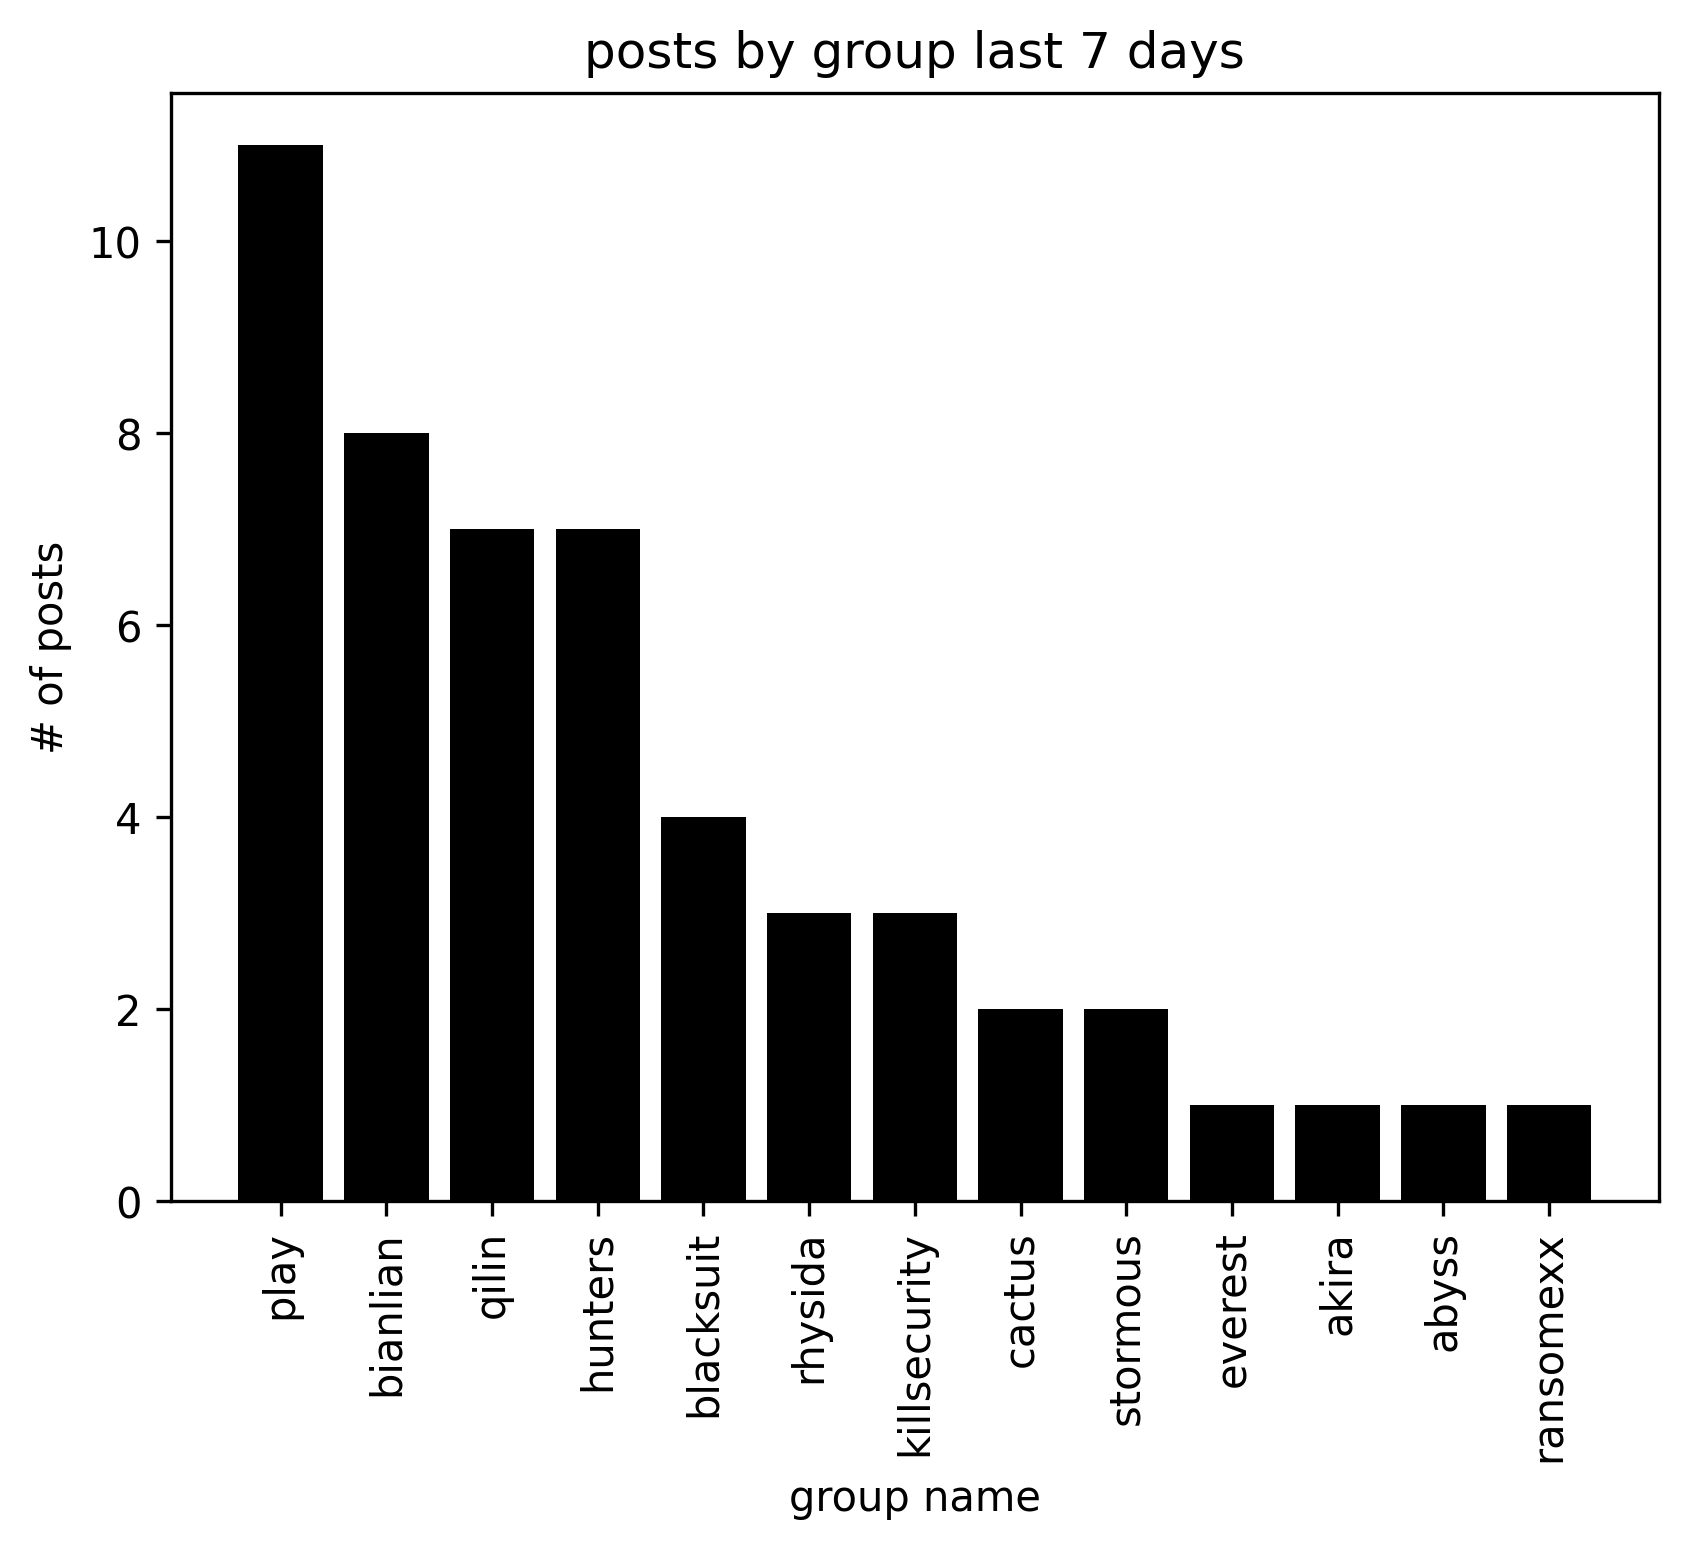 posts by group last 7 days
10
8
6
4
2
0
# of posts
play
bianlian
qilin
hunters
blacksuit
rhysida
killsecurity
cactus
stormous
everest
akira
abyss
ransomexx
group name